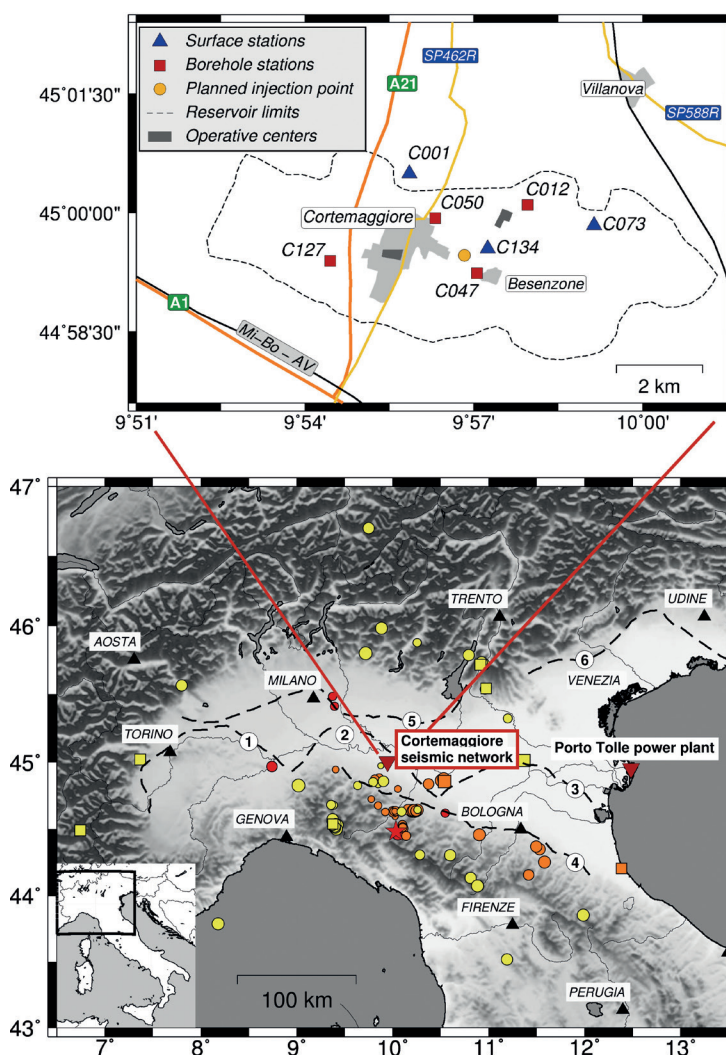 Surface stations
Borehole stations
Planned injection point
Reservoir limits
Operative centers
45°01'30"
45°00'00"
44°58'30"
SP462R
A21
Villanova
SP588R
C001
C050
C012
Cortemaggiore
C073
C127
C134
C047
Besenzone
A1
Mi–Bo – AV
2 km
9°51'
9°54'
9°57'
10°00'
47°
46°
45°
44°
43°
TRENTO
UDINE
AOSTA
6
MILANO
VENEZIA
5
TORINO
1
2
Cortemaggiore
seismic network
Porto Tolle power plant
3
GENOVA
BOLOGNA
4
FIRENZE
100 km
PERUGIA
7°
8°
9°
10°
11°
12°
13°